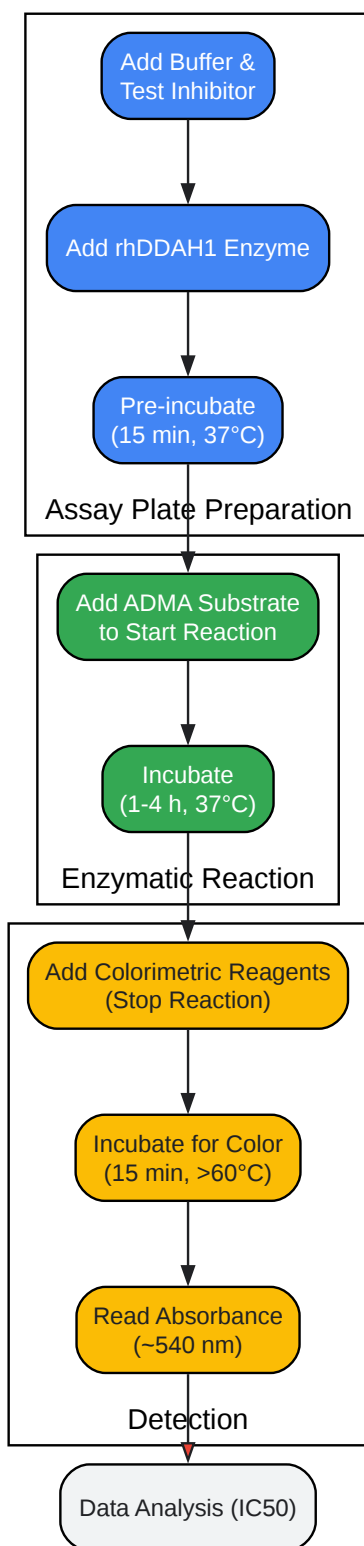 Add Buffer &
Test Inhibitor
Add rhDDAH1 Enzyme
Pre-incubate
(15 min, 37°C)
Assay Plate Preparation
Add ADMA Substrate
to Start Reaction
Incubate
(1-4 h, 37°C)
Enzymatic Reaction
Add Colorimetric Reagents
(Stop Reaction)
Incubate for Color
(15 min, >60°C)
Read Absorbance
(~540 nm)
Detection
Data Analysis (IC50)